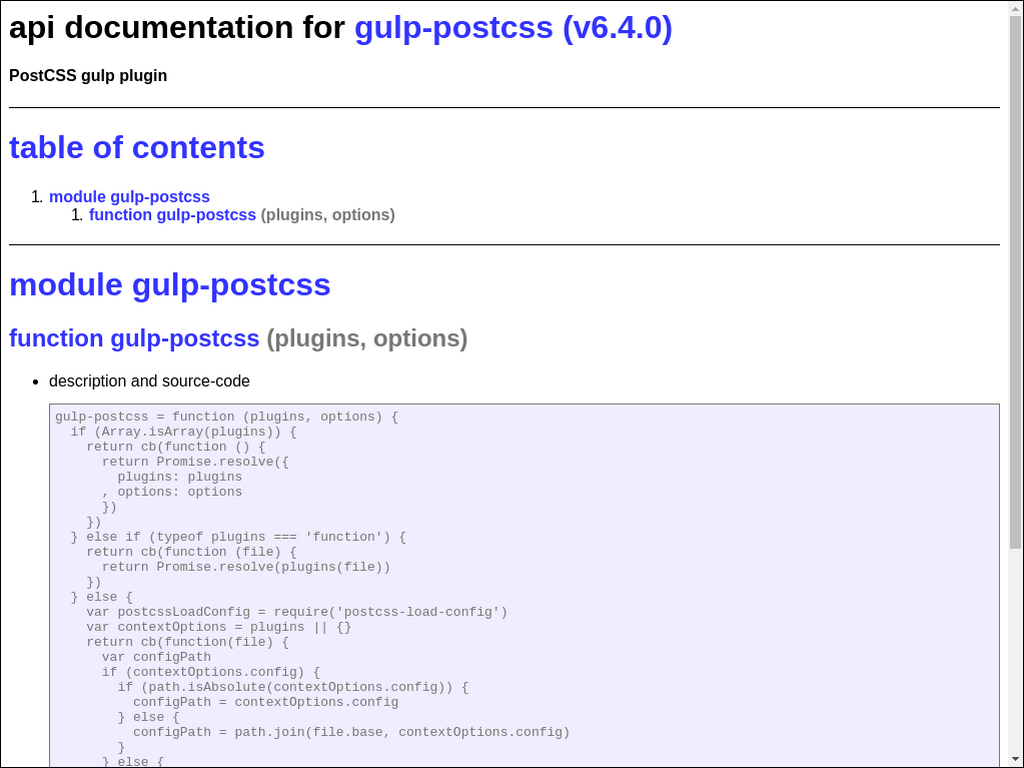 api documentation for gulp-postcss (v6.4.0)
PostCSS gulp plugin
table of contents
1. module gulp-postcss
1. function gulp-postcss (plugins, options)
module gulp-postcss
function gulp-postcss (plugins, options)
• description and source-code
gulp-postcss = function (plugins, options) {
  if (Array.isArray(plugins)) {
    return cb(function () {
      return Promise.resolve({
        plugins: plugins
      , options: options
      })
    })
  } else if (typeof plugins === 'function') {
    return cb(function (file) {
      return Promise.resolve(plugins(file))
    })
  } else {
    var postcssLoadConfig = require('postcss-load-config')
    var contextOptions = plugins || {}
    return cb(function(file) {
      var configPath
      if (contextOptions.config) {
        if (path.isAbsolute(contextOptions.config)) {
          configPath = contextOptions.config
        } else {
          configPath = path.join(file.base, contextOptions.config)
        }
      } else {